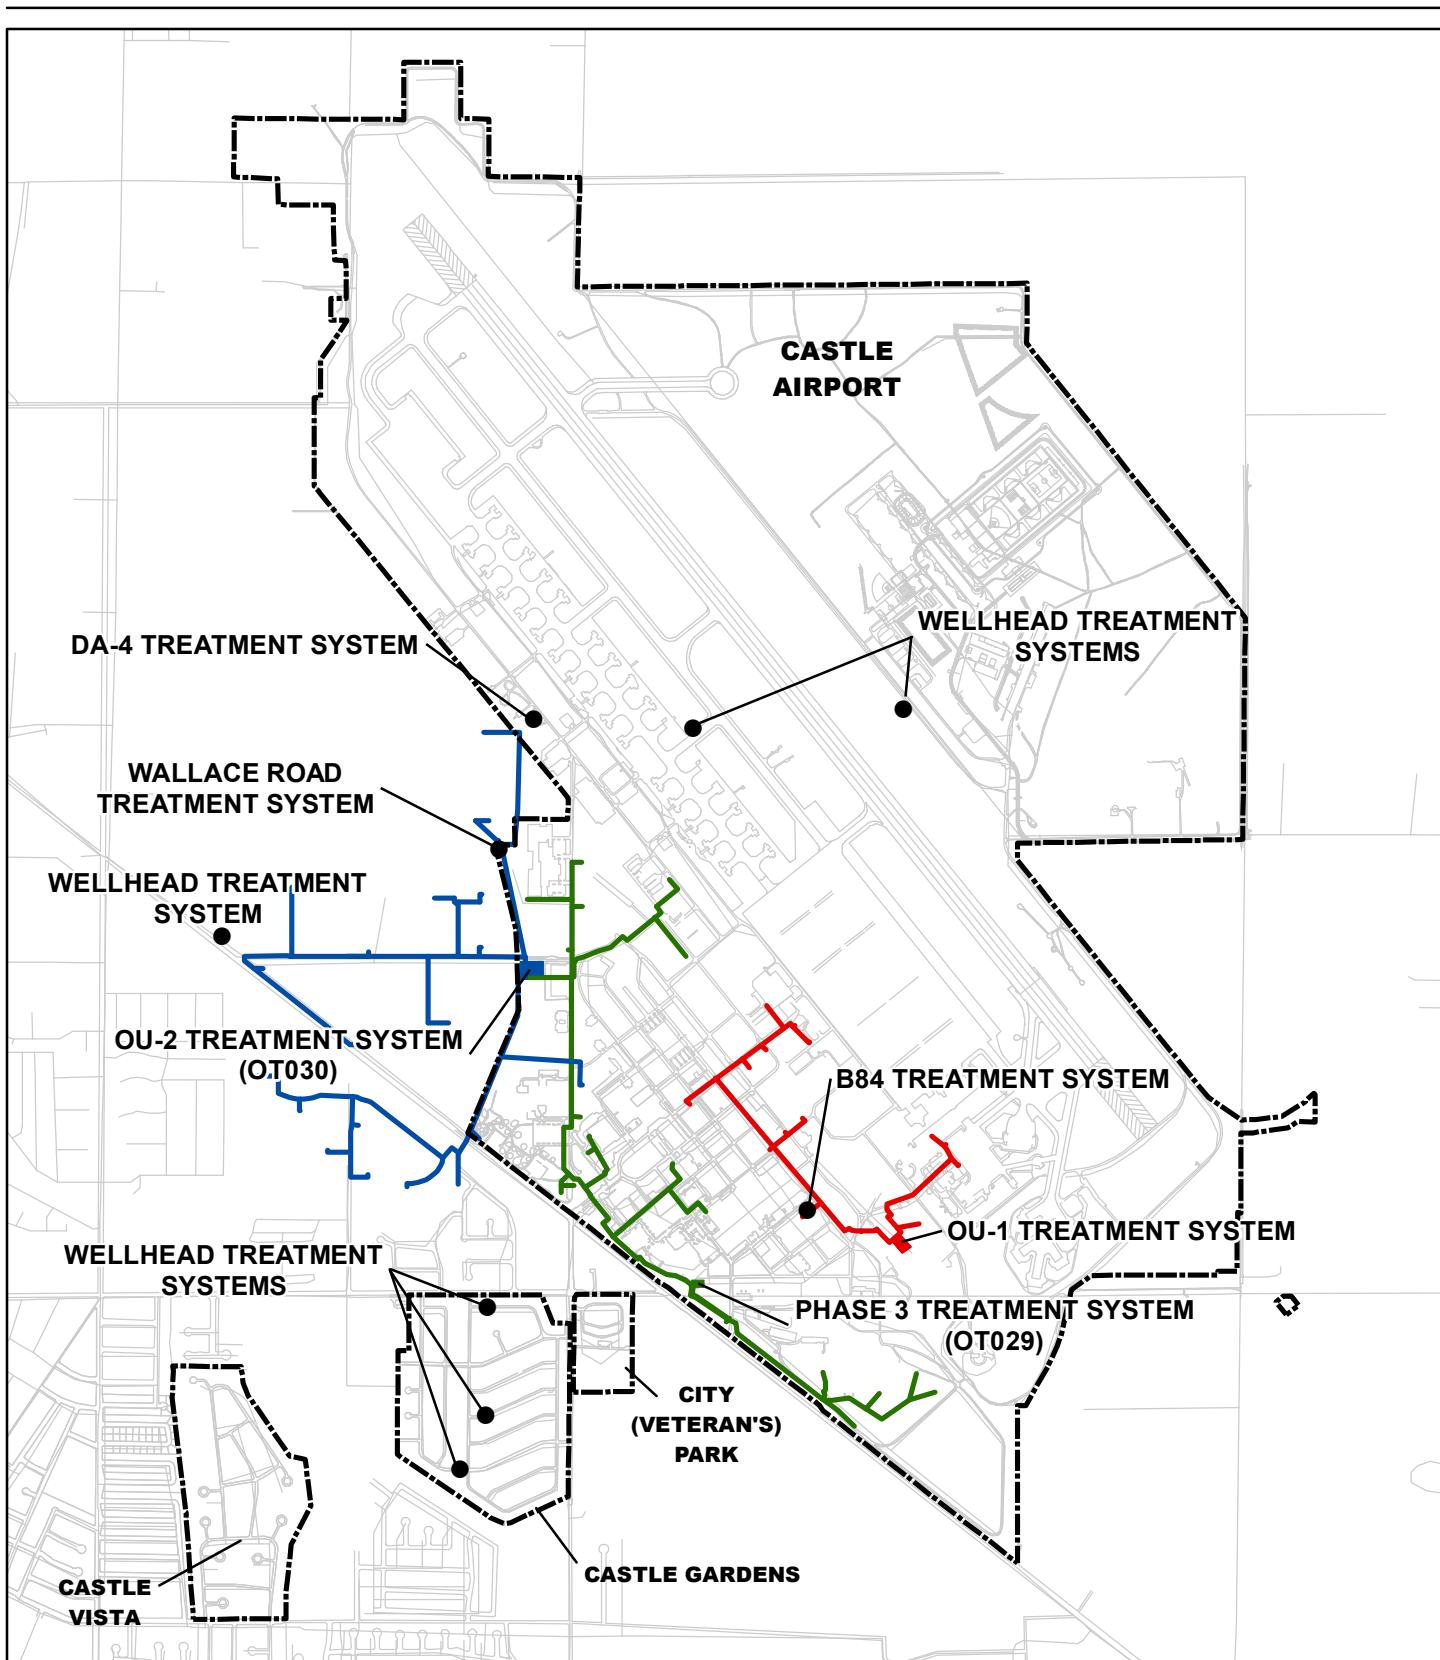 CASTLE
AIRPORT
WELLHEAD TREATMENT
SYSTEMS
DA-4 TREATMENT SYSTEM
WALLACE ROAD
TREATMENT SYSTEM
WELLHEAD TREATMENT
SYSTEM
OU-2 TREATMENT SYSTEM
(OT030)
B84 TREATMENT SYSTEM
OU-1 TREATMENT SYSTEM
WELLHEAD TREATMENT
SYSTEMS
PHASE 3 TREATMENT SYSTEM
(OT029)
CITY
(VETERAN'S)
PARK
CASTLE GARDENS
CASTLE
VISTA